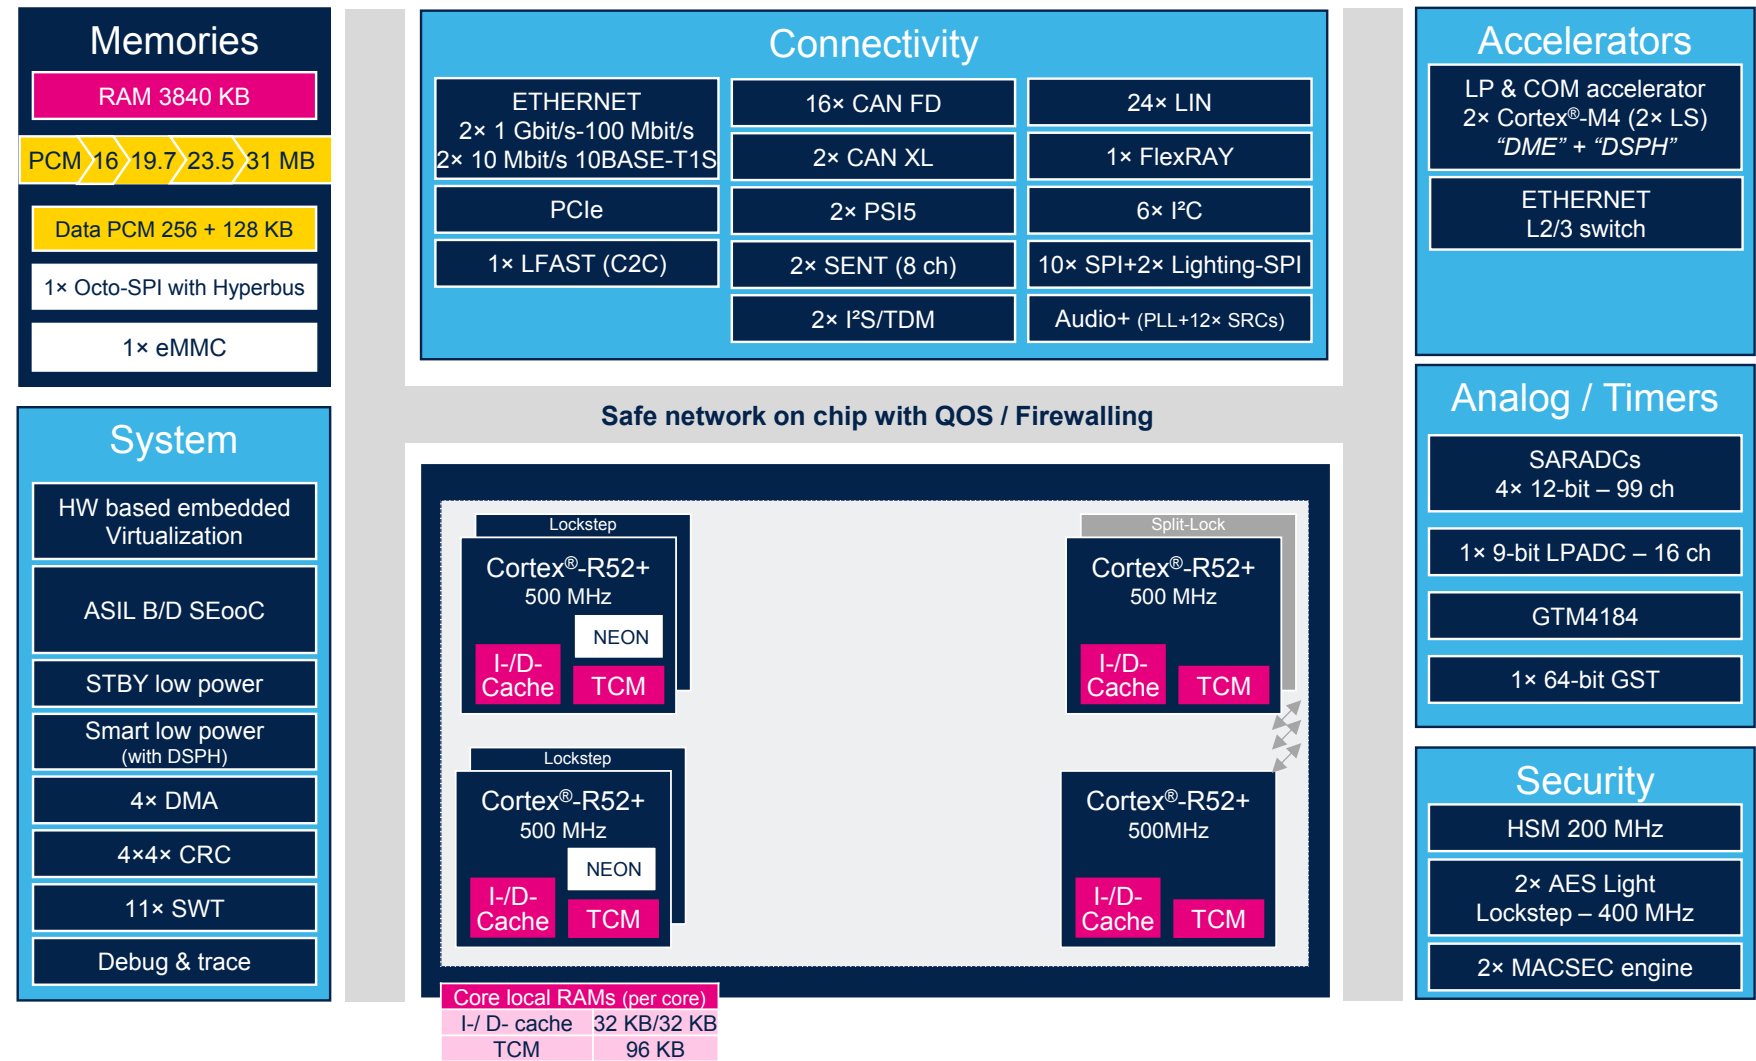 Memories
RAM 3840 KB
PCM 16 19.7 23.5 31 MB
Data PCM 256 + 128 KB
1× Octo-SPI with Hyperbus
1× eMMC
System
HW based embedded
Virtualization
ASIL B/D SEooC
STBY low power
Smart low power
(with DSPH)
4× DMA
4×4× CRC
11× SWT
Debug & trace
Connectivity
ETHERNET
2× 1 Gbit/s-100 Mbit/s
2× 10 Mbit/s 10BASE-T1S
PCIe
1× LFAST (C2C)
16× CAN FD
2× CAN XL
2× PSI5
2× SENT (8 ch)
2× I²S/TDM
24× LIN
1× FlexRAY
6× I²C
10× SPI+2× Lighting-SPI
Audio+ (PLL+12× SRCs)
Safe network on chip with QOS / Firewalling
Lockstep
Cortex®-R52+
500 MHz
NEON
I-/D-
Cache
TCM
Split-Lock
Cortex®-R52+
500 MHz
I-/D-
Cache
TCM
Lockstep
Cortex®-R52+
500 MHz
NEON
I-/D-
Cache
TCM
Cortex®-R52+
500MHz
I-/D-
Cache
TCM
Core local RAMs (per core)
I-/ D- cache 32 KB/32 KB
TCM 96 KB
Accelerators
LP & COM accelerator
2× Cortex®-M4 (2× LS)
“DME” + “DSPH”
ETHERNET
L2/3 switch
Analog / Timers
SARADCs
4× 12-bit – 99 ch
1× 9-bit LPADC – 16 ch
GTM4184
1× 64-bit GST
Security
HSM 200 MHz
2× AES Light
Lockstep – 400 MHz
2× MACSEC engine